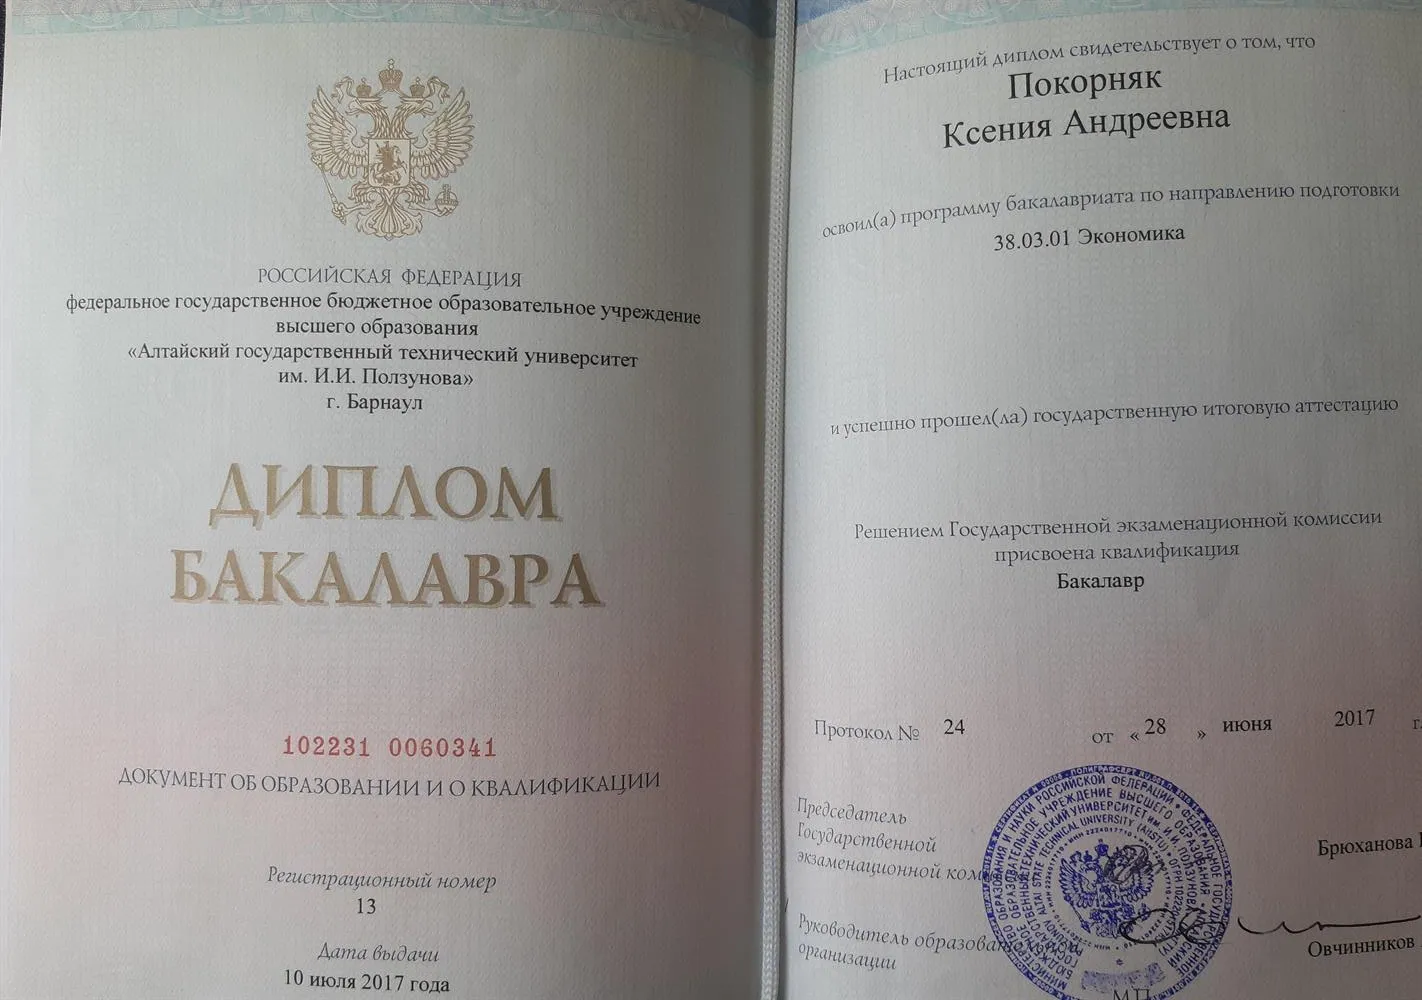 РОССИЙСКАЯ ФЕДЕРАЦИЯ
федеральное государственное бюджетное образовательное учреждение
высшего образования
«Алтайский государственный технический университет
им. И.И. Ползунова»
г. Барнаул
ДИПЛОМ
БАКАЛАВРА
102231 0060341
ДОКУМЕНТ ОБ ОБРАЗОВАНИИ И О КВАЛИФИКАЦИИ
Регистрационный номер
13
Дата выдачи
10 июля 2017 года
Настоящий диплом свидетельствует о том, что
Покорняк
Ксения Андреевна
освоил(а) программу бакалавриата по направлению подготовки
38.03.01 Экономика
и успешно прошел(ла) государственную итоговую аттестацию
Решением Государственной экзаменационной комиссии
присвоена квалификация
Бакалавр
Протокол № 24 от «28» июня 2017 г.
Председатель
Государственной
экзаменационной
Брюханова
Руководитель
организации
Овчинников
М.П.